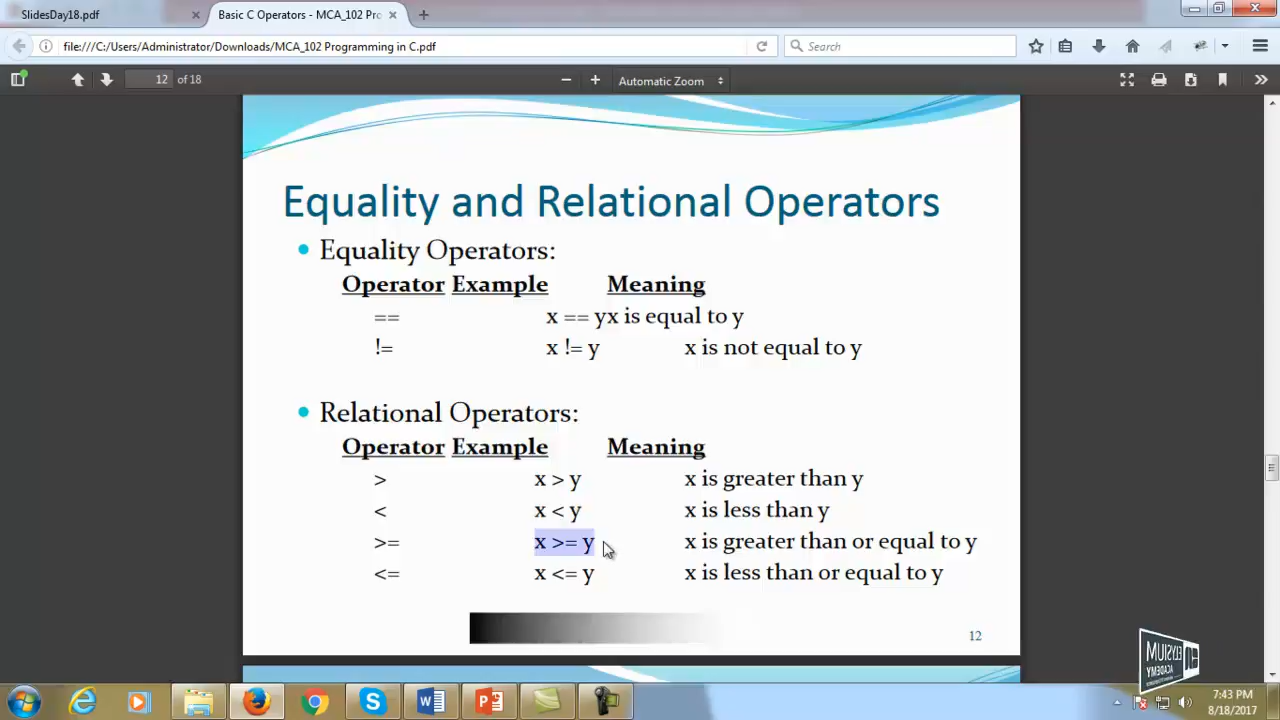 SlidesDay18.pdf
Basic C Operators - MCA_102 Pro
file:///C:/Users/Administrator/Downloads/MCA_102 Programming in C.pdf
Search
12 of 18
Automatic Zoom
Equality and Relational Operators
Equality Operators:
Operator Example Meaning
== x == yx is equal to y
!= x != y x is not equal to y
Relational Operators:
Operator Example Meaning
> x > y x is greater than y
< x < y x is less than y
>= x >= y x is greater than or equal to y
<= x <= y x is less than or equal to y
12
ELYSIUM
ACADEMY
7:43 PM
8/18/2017